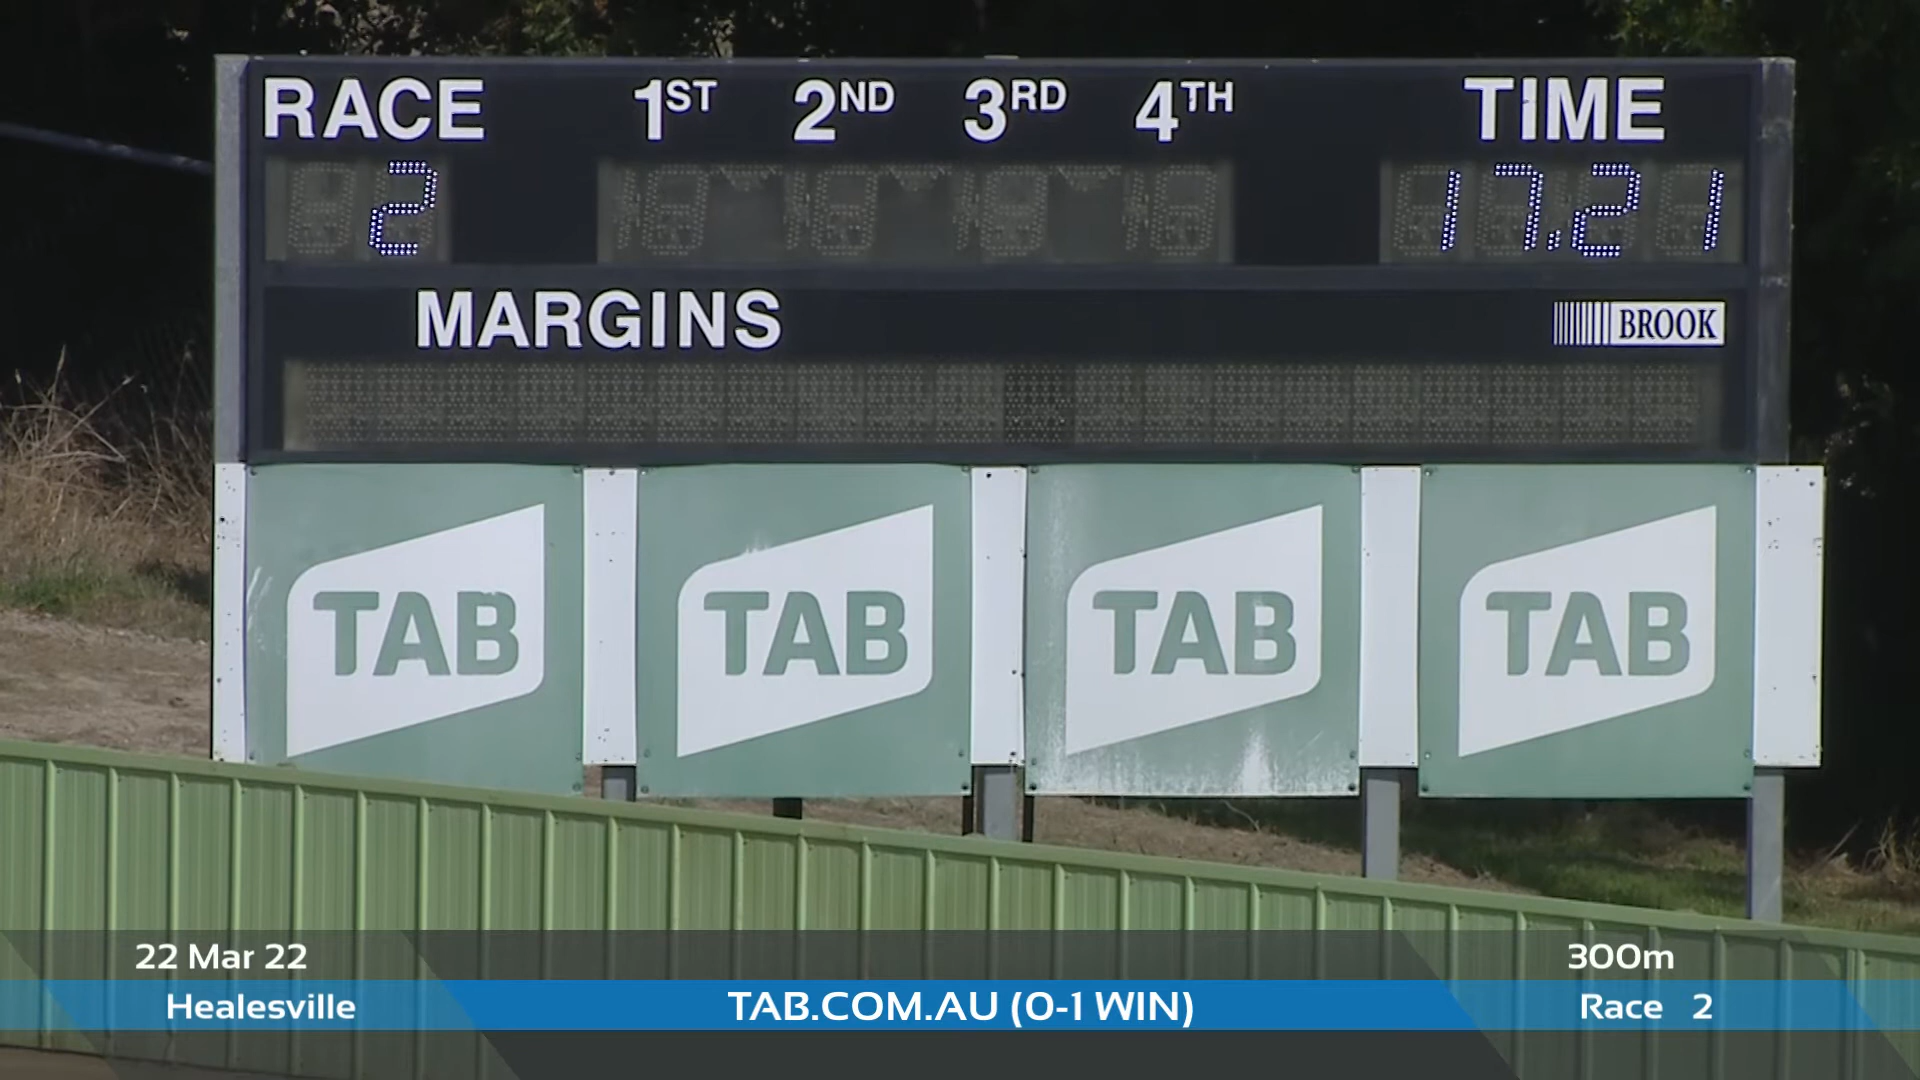 RACE 1ST 2ND 3RD 4TH TIME
2 17.21
MARGINS BROOK
TAB TAB TAB TAB
22 Mar 22 300m
Healesville TAB.COM.AU (0-1 WIN) Race 2